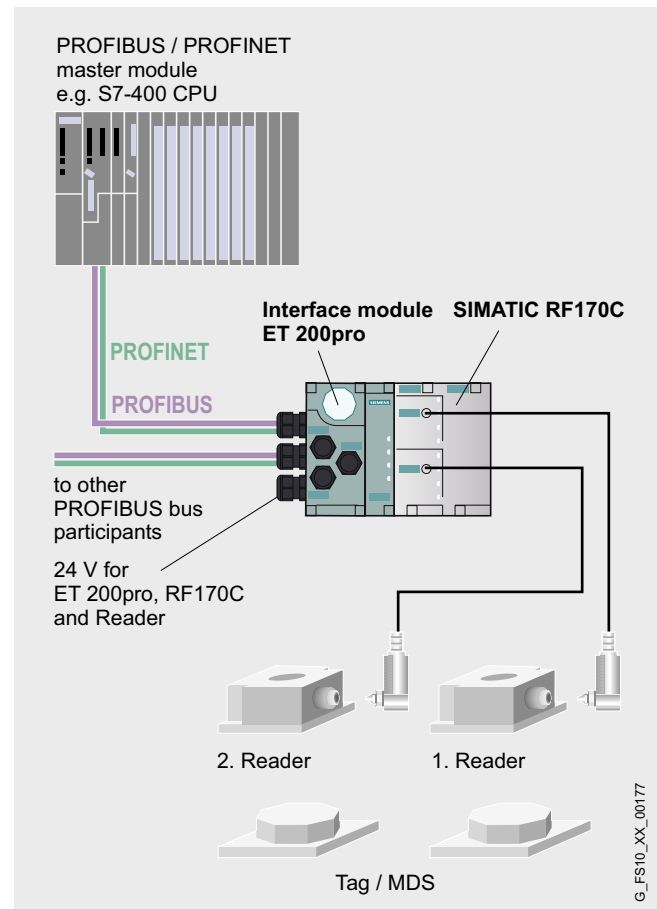 PROFIBUS / PROFINET
master module
e.g. S7-400 CPU
Interface module
ET 200pro
SIMATIC RF170C
PROFINET
PROFIBUS
SIEMENS
to other
PROFIBUS bus
participants
24 V for
ET 200pro, RF170C
and Reader
2. Reader
1. Reader
Tag / MDS
G_FS10_XX_00177